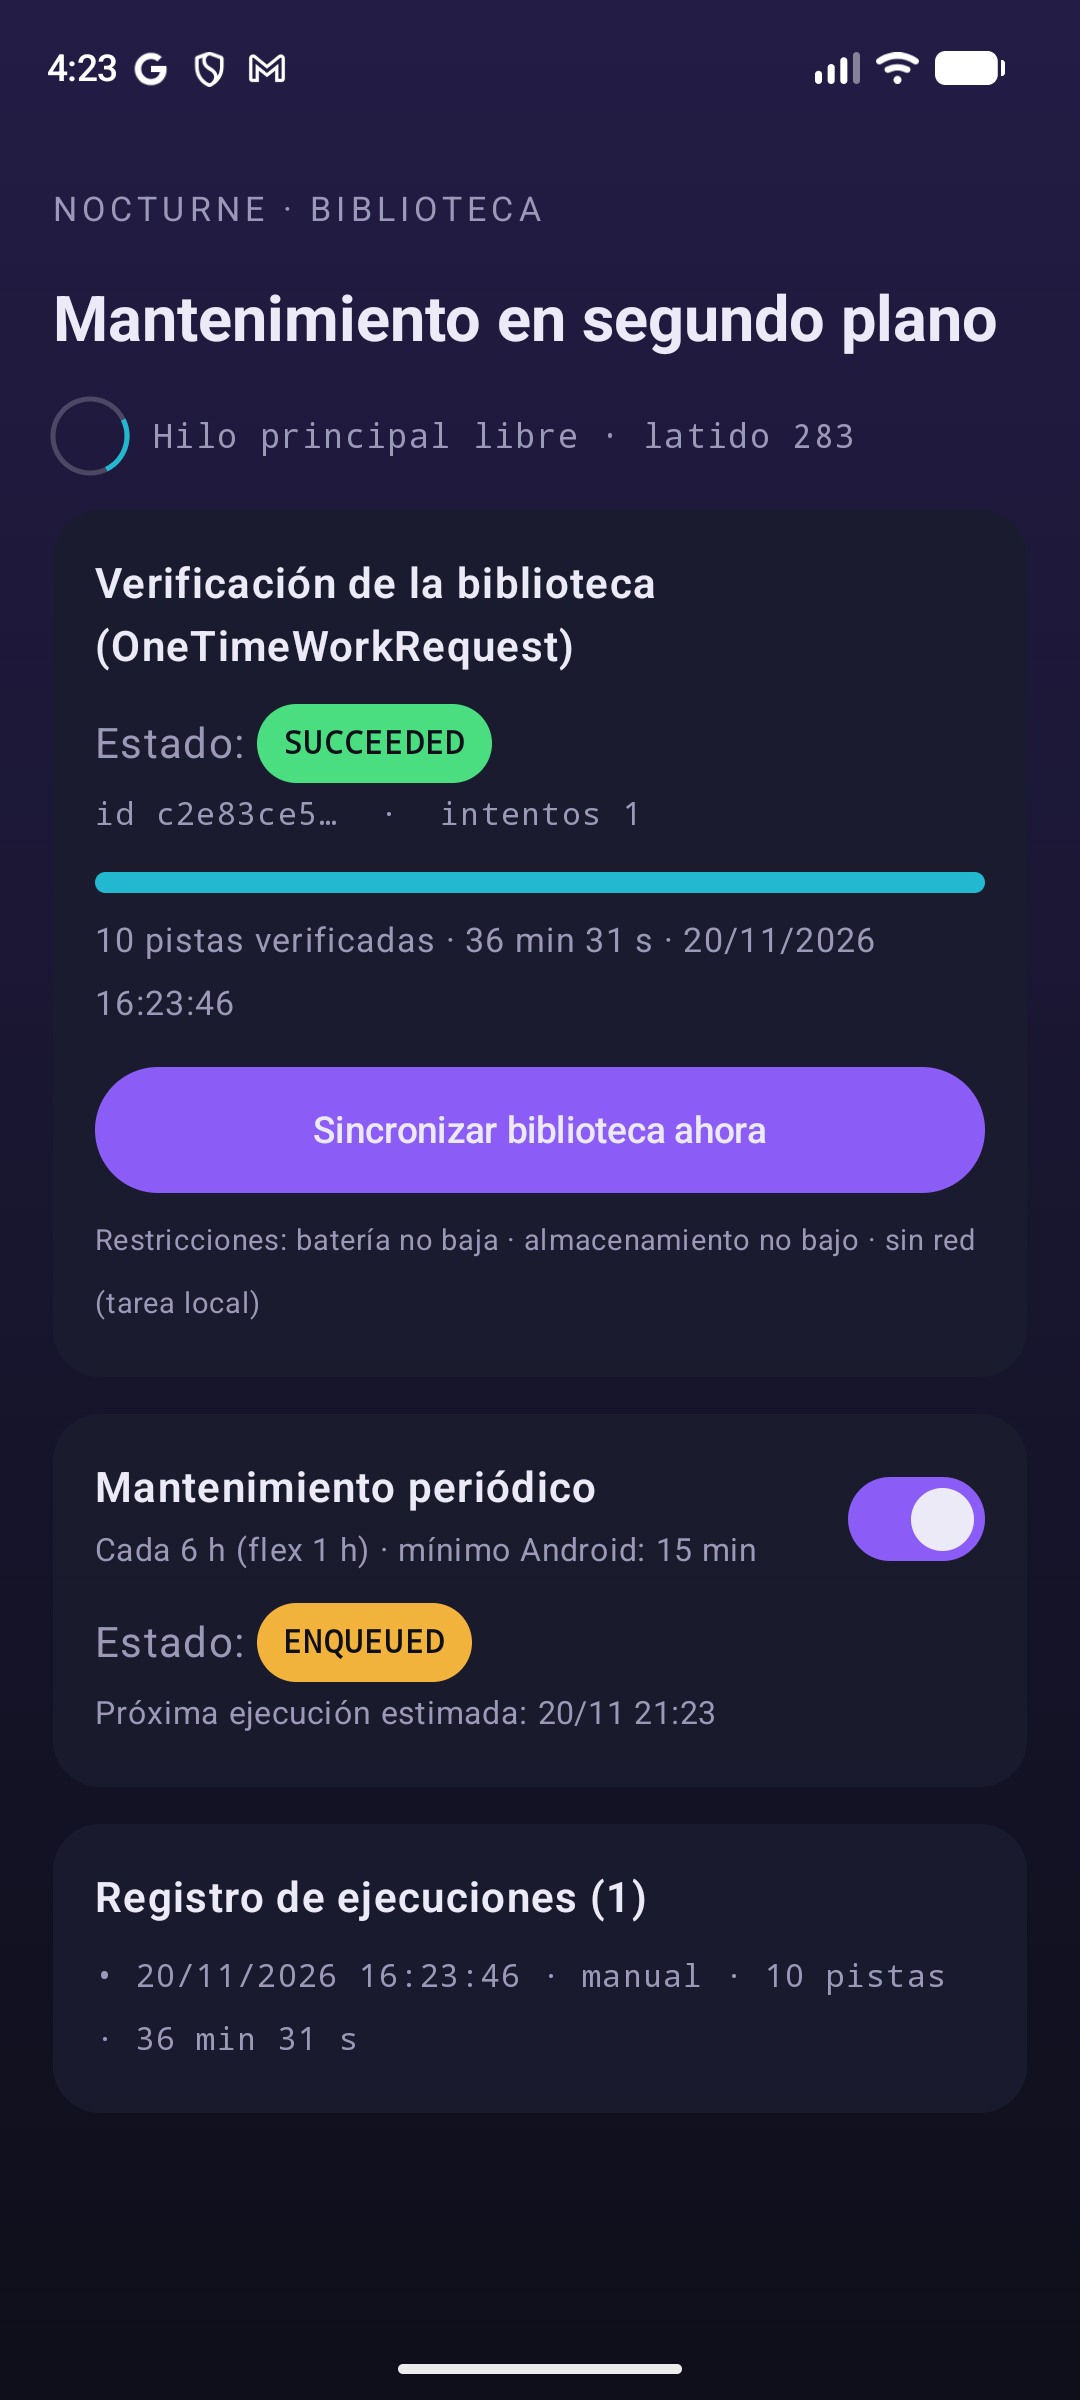 4:23
NOCTURNE · BIBLIOTECA
Mantenimiento en segundo plano
Hilo principal libre · latido 283
Verificación de la biblioteca
(OneTimeWorkRequest)
Estado: SUCCEEDED
id c2e83ce5… · intentos 1
10 pistas verificadas · 36 min 31 s · 20/11/2026
16:23:46
Sincronizar biblioteca ahora
Restricciones: batería no baja · almacenamiento no bajo · sin red
(tarea local)
Mantenimiento periódico
Cada 6 h (flex 1 h) · mínimo Android: 15 min
Estado: ENQUEUED
Próxima ejecución estimada: 20/11 21:23
Registro de ejecuciones (1)
• 20/11/2026 16:23:46 · manual · 10 pistas
· 36 min 31 s